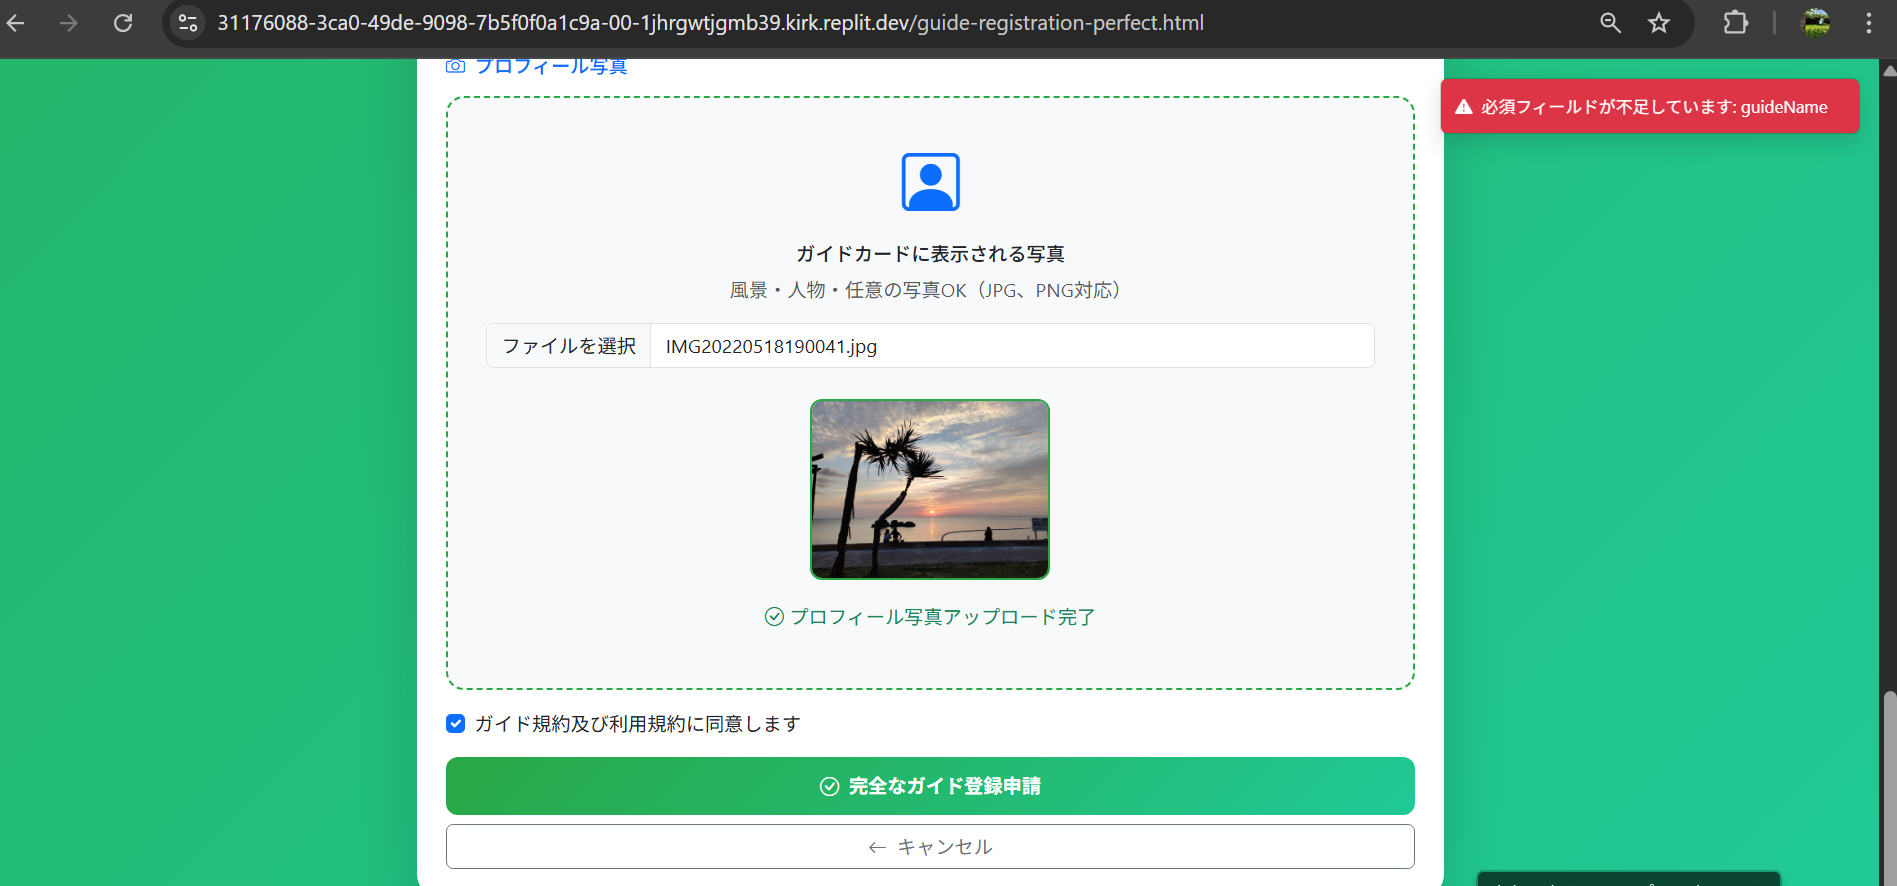 31176088-3ca0-49de-9098-7b5f0f0a1c9a-00-1jhrgwtjgmb39.kirk.replit.dev/guide-registration-perfect.html
プロフィール写真
必須フィールドが不足しています: guideName
ガイドカードに表示される写真
風景・人物・任意の写真OK（JPG、PNG対応）
ファイルを選択 IMG20220518190041.jpg
プロフィール写真アップロード完了
ガイド規約及び利用規約に同意します
完全なガイド登録申請
← キャンセル